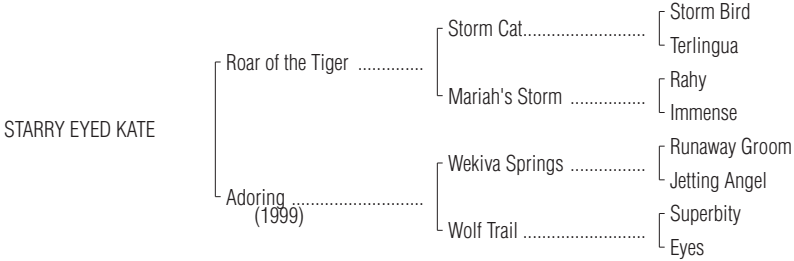 Storm Bird
Storm Cat..........................
Terlingua
Roar of the Tiger ..............
Rahy
Mariah's Storm ................
Immense
STARRY EYED KATE
Runaway Groom
Wekiva Springs ................
Jetting Angel
Adoring ............................
(1999)
Superbity
Wolf Trail ..........................
Eyes